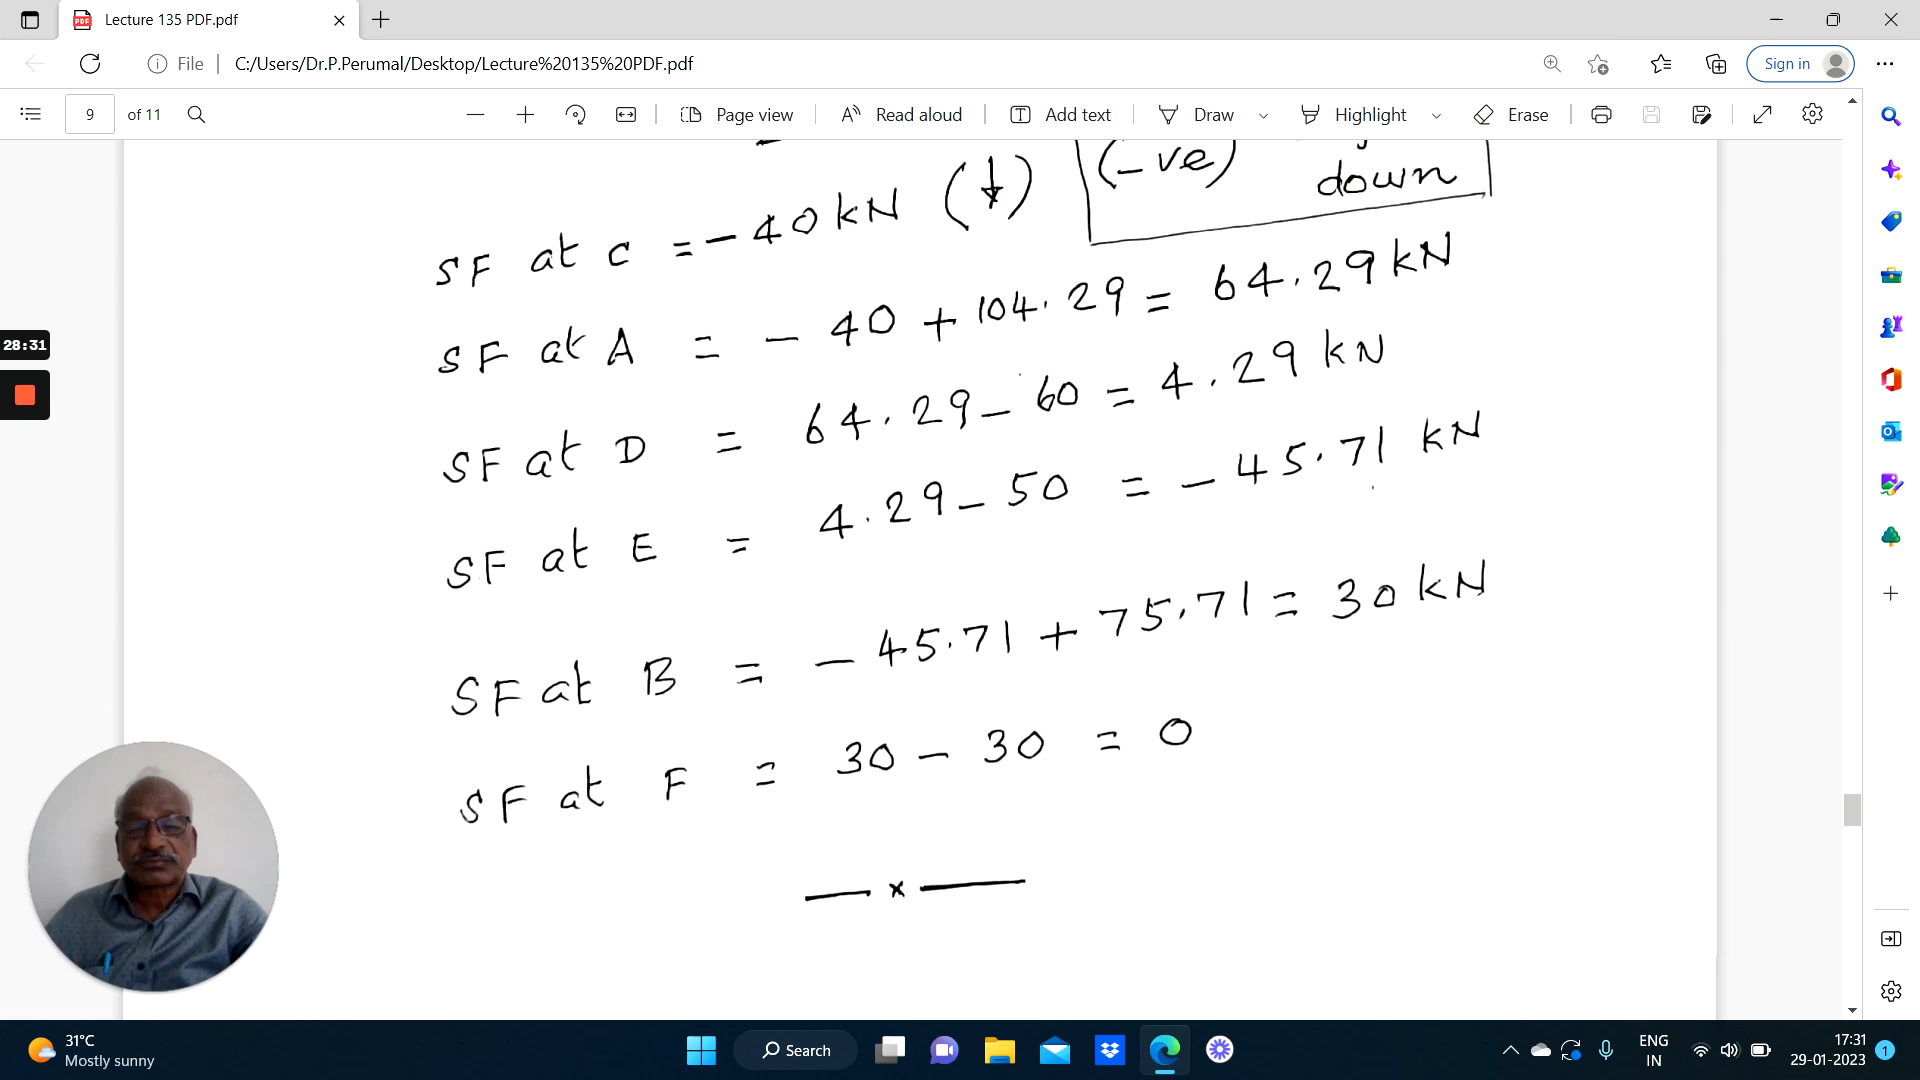 Lecture 135 PDF.pdf
File
C:/Users/Dr.P.Perumal/Desktop/Lecture%20135%20PDF.pdf
Sign in
9 of 11
Page view
Read aloud
Add text
Draw
Highlight
Erase
(-ve) down
SF at C = - 40 kN (↓)
SF at A = - 40 + 104.29 = 64.29 kN
SF at D = 64.29 - 60 = 4.29 kN
SF at E = 4.29 - 50 = - 45.71 kN
SF at B = - 45.71 + 75.71 = 30 kN
SF at F = 30 - 30 = 0
— x —
28:31
31°C
Mostly sunny
Search
ENG
IN
17:31
29-01-2023
1